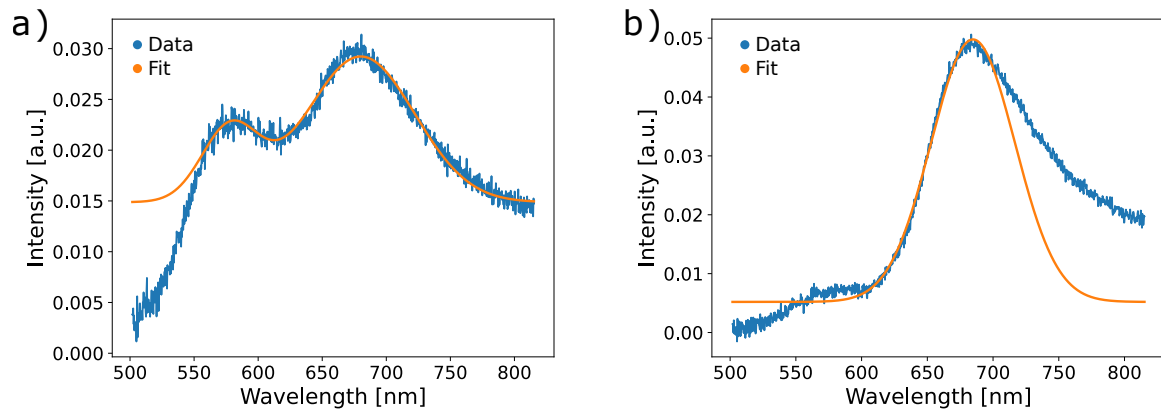 a)
Data
Fit
0.030
0.025
0.020
0.015
0.010
0.005
0.000
Intensity [a.u.]
500 550 600 650 700 750 800
Wavelength [nm]
b)
Data
Fit
0.05
0.04
0.03
0.02
0.010
0.00
Intensity [a.u.]
500 550 600 650 700 750 800
Wavelength [nm]